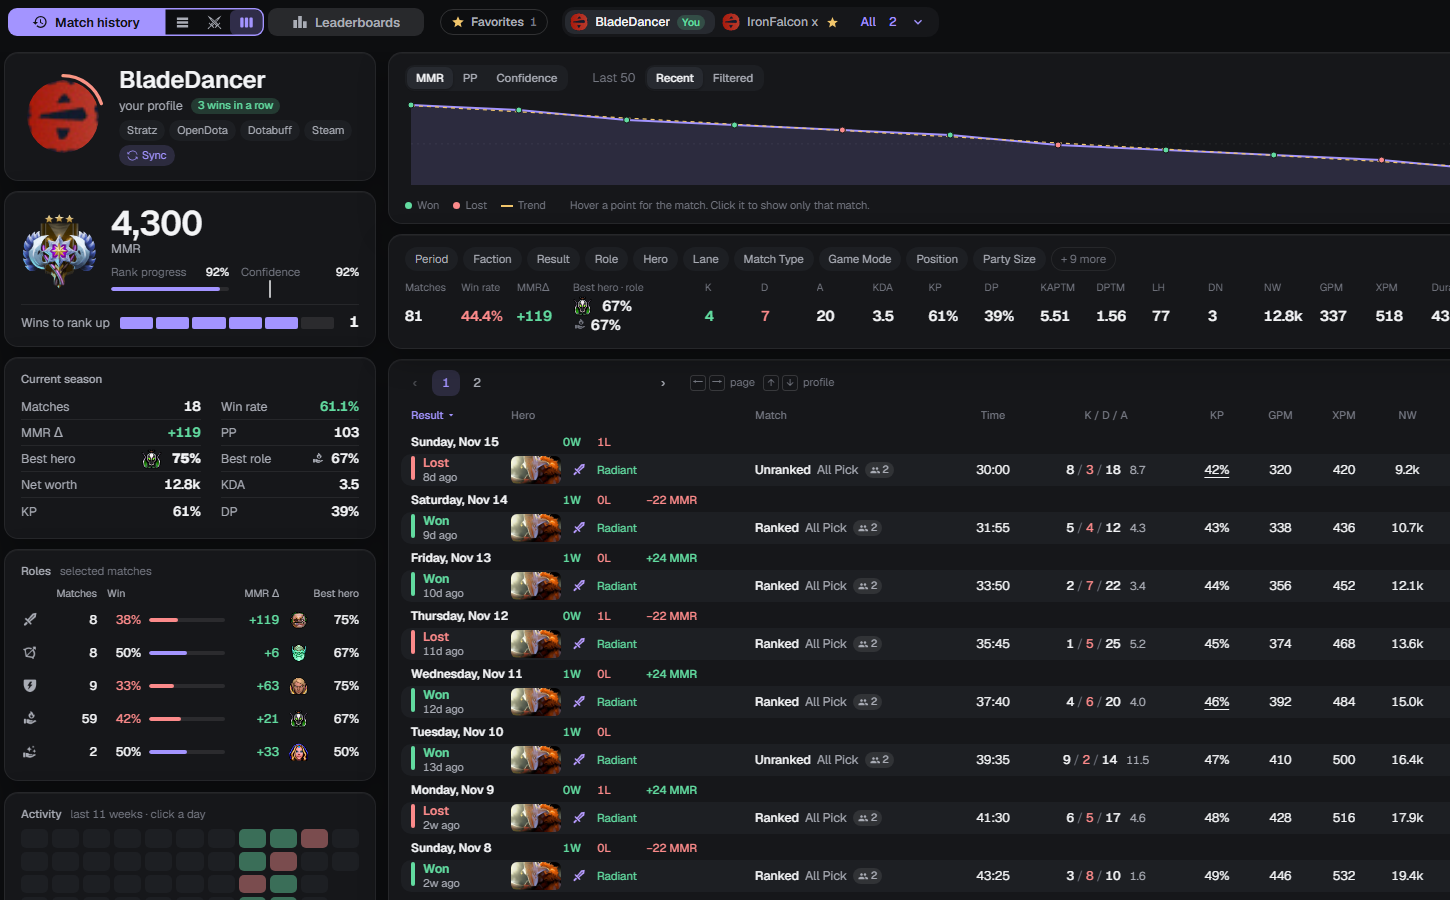 Match history
Leaderboards
Favorites 1
BladeDancer You
IronFalcon x
All 2
BladeDancer
your profile 3 wins in a row
Stratz OpenDota Dotabuff Steam
Sync
4,300
MMR
Rank progress 92% Confidence 92%
Wins to rank up 1
Current season
Matches 18 Win rate 61.1%
MMR Δ +119 PP 103
Best hero 75% Best role 67%
Net worth 12.8k KDA 3.5
KP 61% DP 39%
Roles selected matches
Matches Win MMR Δ Best hero
8 38% +119 75%
8 50% +6 67%
9 33% +63 75%
59 42% +21 67%
2 50% +33 50%
Activity last 11 weeks · click a day
MMR PP Confidence Last 50 Recent Filtered
Won Lost Trend Hover a point for the match. Click it to show only that match.
Period Faction Result Role Hero Lane Match Type Game Mode Position Party Size + 9 more
Matches Win rate MMRΔ Best hero · role K D A KDA KP DP KAPTM DPTM LH DN NW GPM XPM Dura
81 44.4% +119 67% 4 7 20 3.5 61% 39% 5.51 1.56 77 3 12.8k 337 518 43
67%
‹ 1 2 › ← → page ↑ ↓ profile
Result Hero Match Time K / D / A KP GPM XPM NW
Sunday, Nov 15 0W 1L
Lost Radiant Unranked All Pick 2 30:00 8 / 3 / 18 8.7 42% 320 420 9.2k
8d ago
Saturday, Nov 14 1W 0L −22 MMR
Won Radiant Ranked All Pick 2 31:55 5 / 4 / 12 4.3 43% 338 436 10.7k
9d ago
Friday, Nov 13 1W 0L +24 MMR
Won Radiant Ranked All Pick 2 33:50 2 / 7 / 22 3.4 44% 356 452 12.1k
10d ago
Thursday, Nov 12 0W 1L −22 MMR
Lost Radiant Ranked All Pick 2 35:45 1 / 5 / 25 5.2 45% 374 468 13.6k
11d ago
Wednesday, Nov 11 1W 0L +24 MMR
Won Radiant Ranked All Pick 2 37:40 4 / 6 / 20 4.0 46% 392 484 15.0k
12d ago
Tuesday, Nov 10 1W 0L
Won Radiant Unranked All Pick 2 39:35 9 / 2 / 14 11.5 47% 410 500 16.4k
13d ago
Monday, Nov 9 0W 1L +24 MMR
Lost Radiant Ranked All Pick 2 41:30 6 / 5 / 17 4.6 48% 428 516 17.9k
2w ago
Sunday, Nov 8 1W 0L −22 MMR
Won Radiant Ranked All Pick 2 43:25 3 / 8 / 10 1.6 49% 446 532 19.4k
2w ago